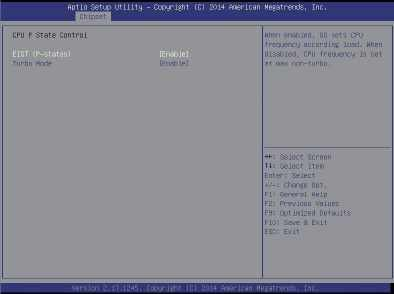 Aptio Setup Utility - Copyright (C) 2014 American Megatrends, Inc.
Chipset
CPU P State Control
EIST (P-states) [Enable]
Turbo Mode [Enable]
When enabled, OS sets CPU
frequency according load. When
Disabled, CPU frequency is set
at max non-turbo.
→←: Select Screen
↑↓: Select Item
Enter: Select
+/-: Change Opt.
F1: General Help
F2: Previous Values
F9: Optimized Defaults
F10: Save & Exit
ESC: Exit
Version 2.17.1245. Copyright (C) 2014 American Megatrends, Inc.